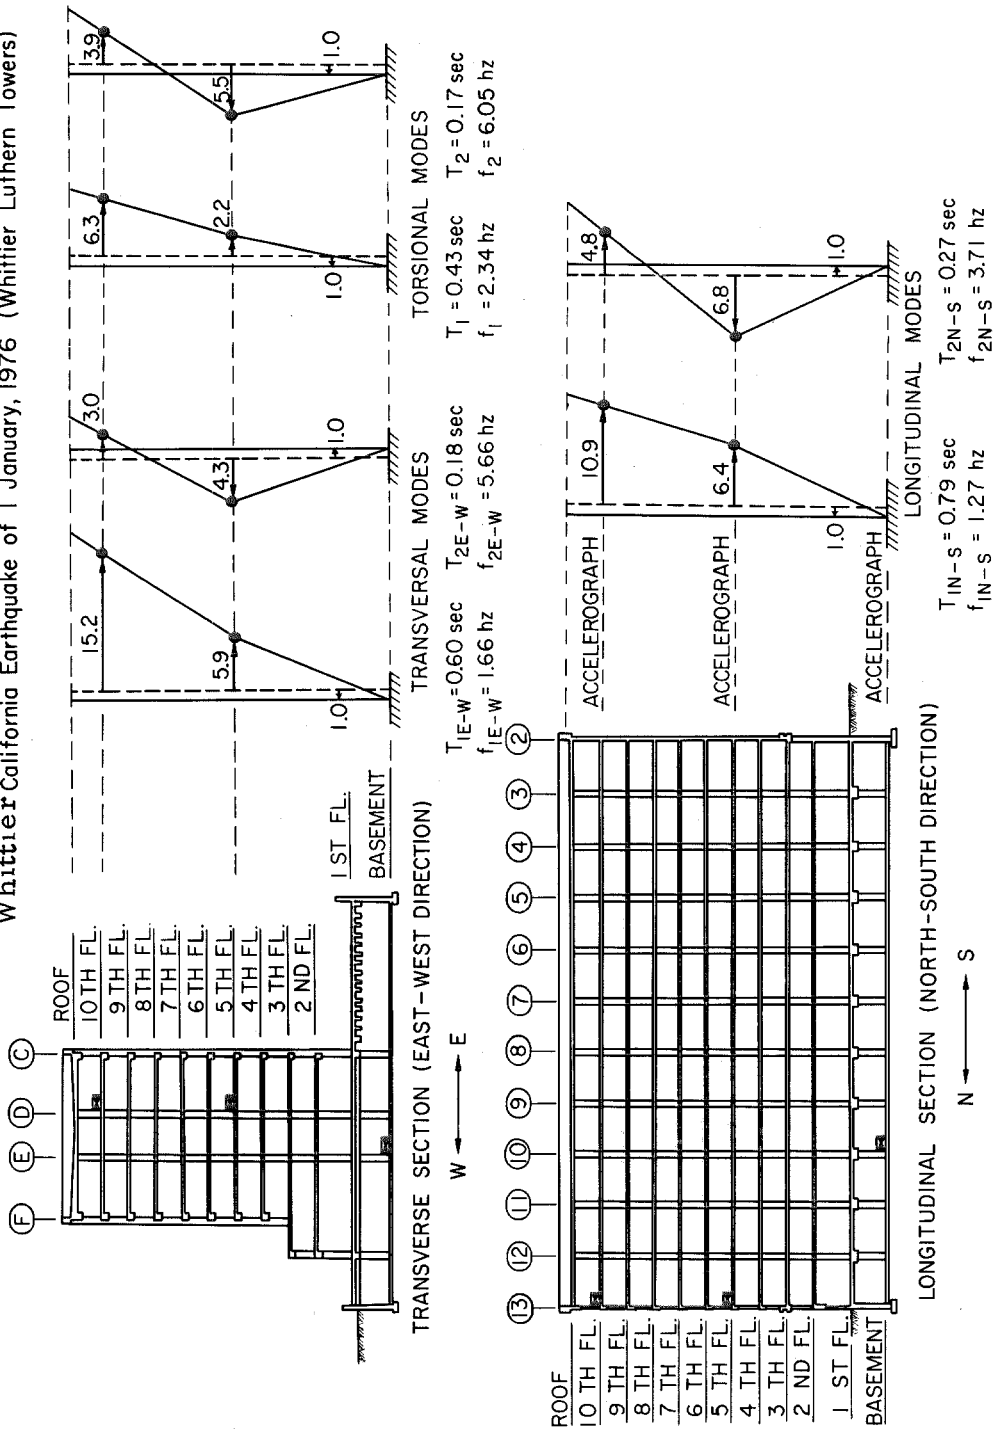 Whittier California Earthquake of 1 January, 1976 (Whittier Luthern Towers)
F E D C
ROOF
10 TH FL.
9 TH FL.
8 TH FL.
7 TH FL.
6 TH FL.
5 TH FL.
4 TH FL.
3 TH FL.
2 ND FL.
1 ST FL.
BASEMENT
TRANSVERSE SECTION (EAST-WEST DIRECTION)
W E
15.2
5.9
1.0
3.0
4.3
1.0
TRANSVERSAL MODES
T1E-W=0.60 sec T2E-W=0.18 sec
f1E-W=1.66 hz f2E-W=5.66 hz
6.3
2.2
1.0
3.9
5.5
1.0
TORSIONAL MODES
T1=0.43 sec T2=0.17 sec
f1=2.34 hz f2=6.05 hz
13 12 11 10 9 8 7 6 5 4 3 2
ROOF
10 TH FL.
9 TH FL.
8 TH FL.
7 TH FL.
6 TH FL.
5 TH FL.
4 TH FL.
3 TH FL.
2 ND FL.
1 ST FL.
BASEMENT
LONGITUDINAL SECTION (NORTH-SOUTH DIRECTION)
N S
ACCELEROGRAPH
ACCELEROGRAPH
ACCELEROGRAPH
10.9
6.4
1.0
4.8
6.8
1.0
LONGITUDINAL MODES
T1N-S=0.79 sec T2N-S=0.27 sec
f1N-S=1.27 hz f2N-S=3.71 hz